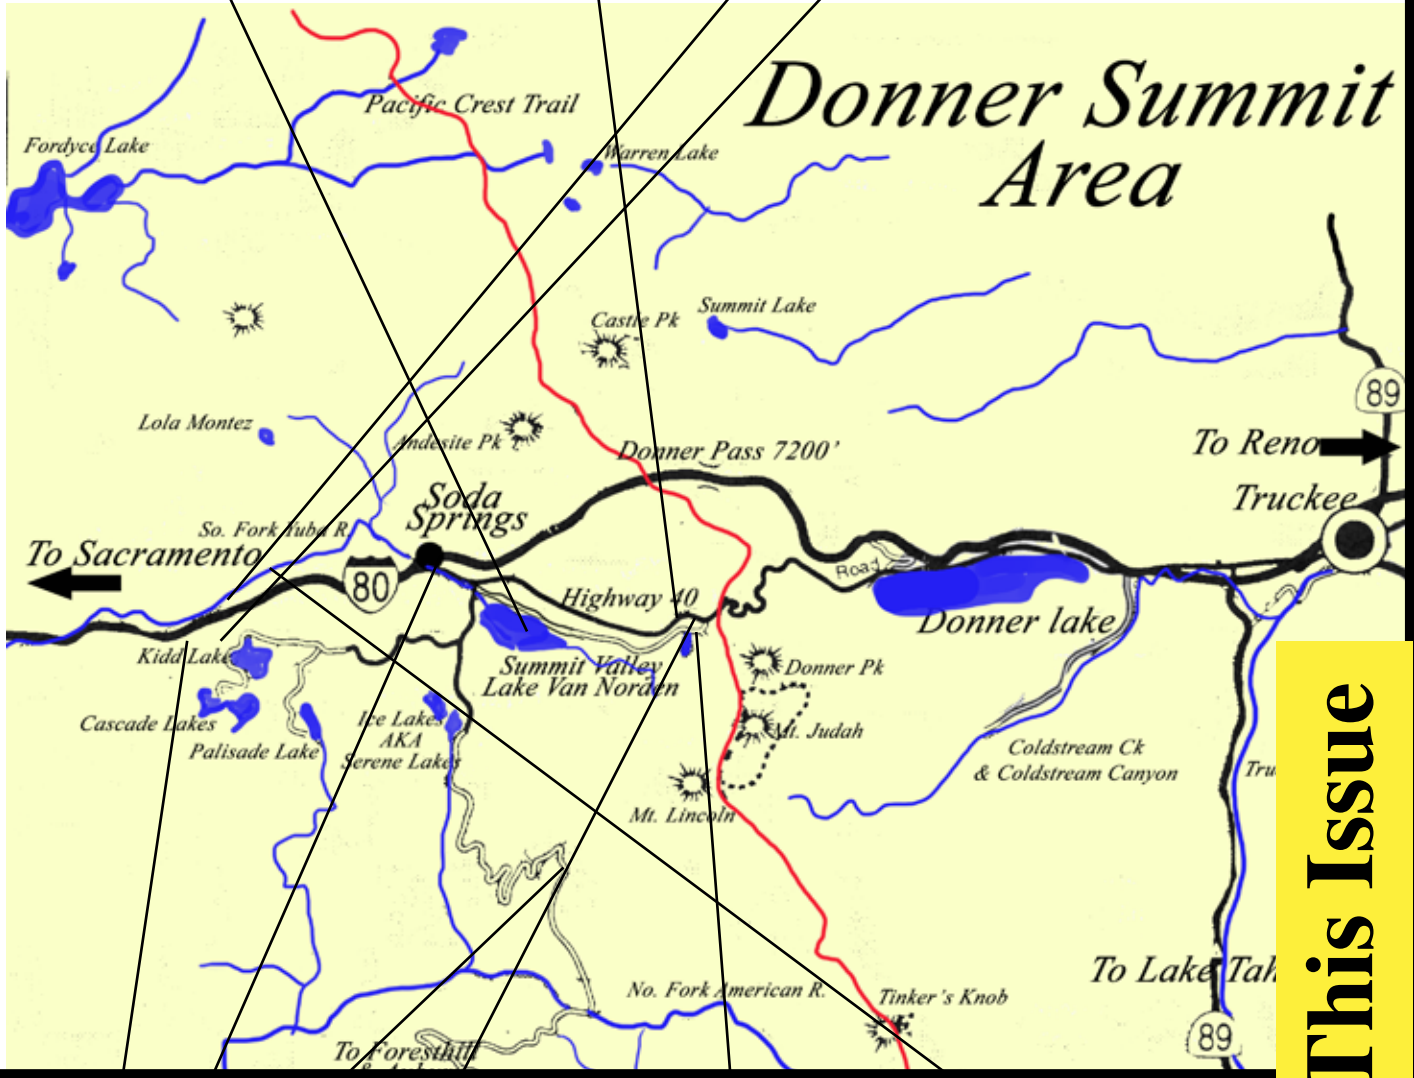 Donner Summit
Area
Pacific Crest Trail
Fordyce Lake
Warren Lake
Summit Lake
Castle Pk
89
Lola Montez
Andesite Pk
Donner Pass 7200'
To Reno
Truckee
Soda
Springs
So. Fork Yuba R.
To Sacramento
80
Road
Highway 40
Donner lake
Kidd Lake
Summit Valley
Lake Van Norden
Donner Pk
Cascade Lakes
Palisade Lake
Ice Lakes
AKA
Serene Lakes
Mt. Judah
Coldstream Ck
& Coldstream Canyon
Mt. Lincoln
To Lake Tah
No. Fork American R.
Tinker's Knob
89
To Foresthill
This Issue